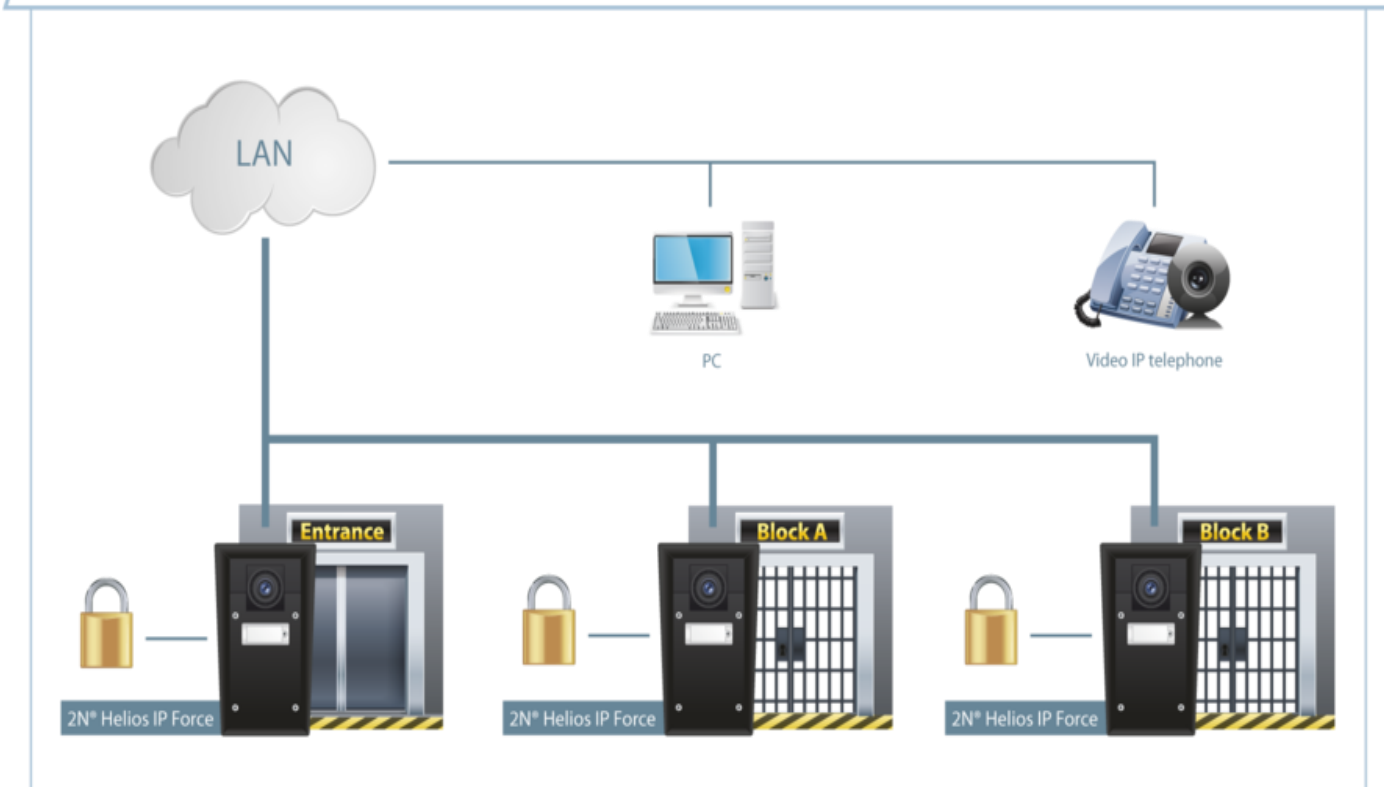 LAN
PC
Video IP telephone
Entrance
Block A
Block B
2N® Helios IP Force
2N® Helios IP Force
2N® Helios IP Force